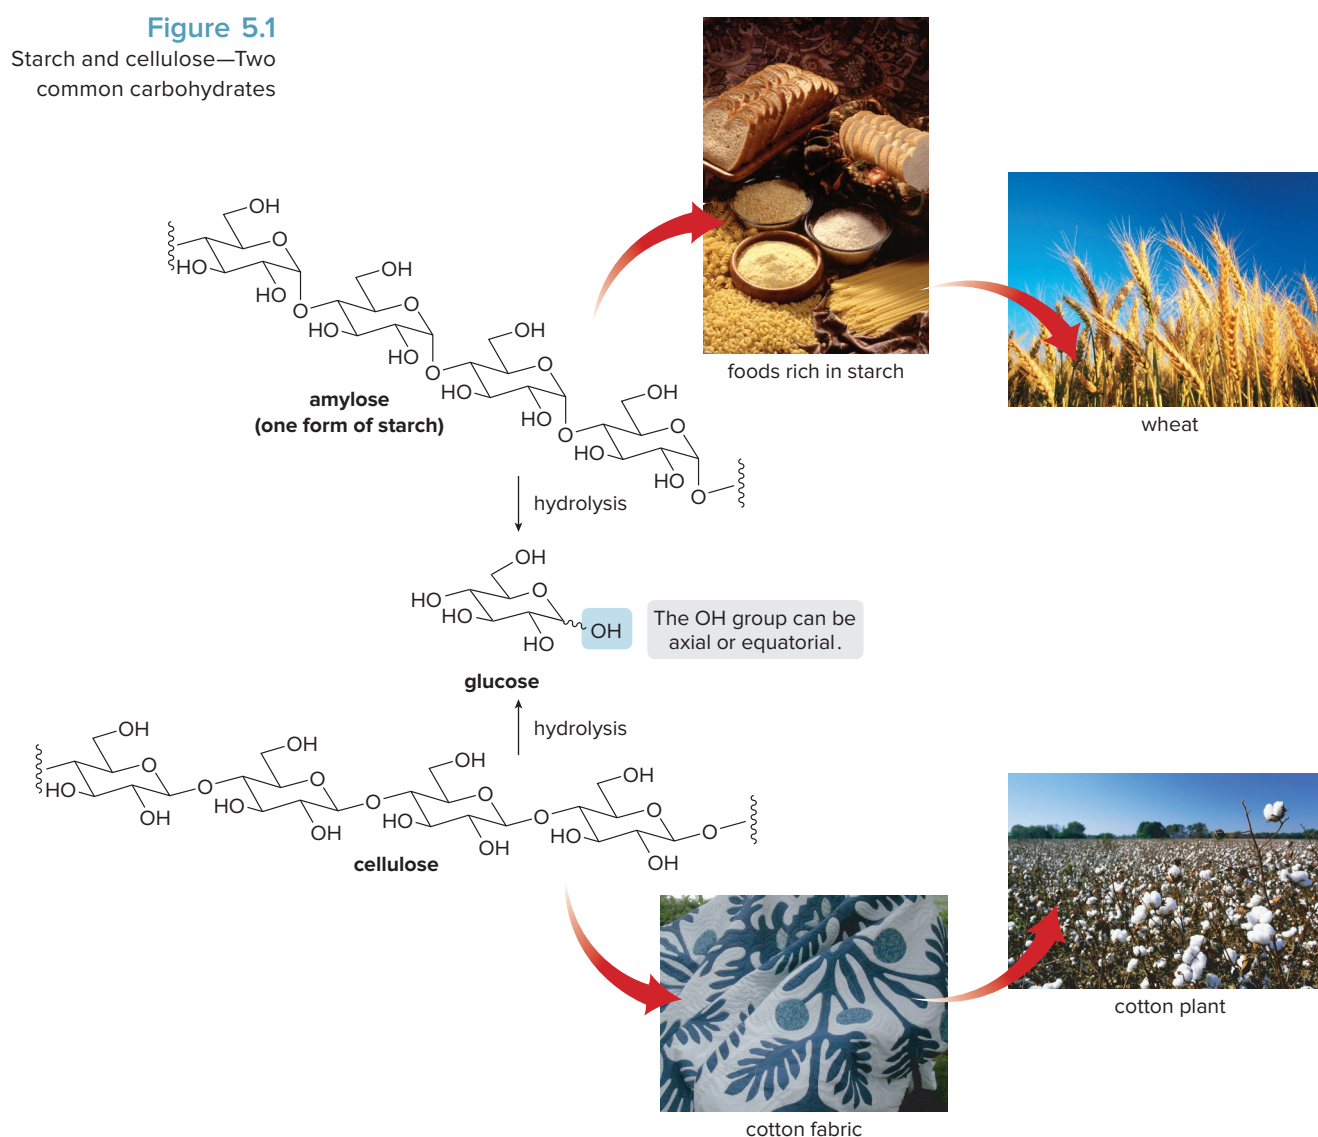 Figure 5.1
Starch and cellulose—Two
common carbohydrates
OH
O
HO
HO
O
OH
O
HO
HO
O
OH
O
HO
HO
O
OH
O
HO
HO
O
amylose
(one form of starch)
foods rich in starch
wheat
hydrolysis
OH
O
HO
HO
HO
OH
The OH group can be
axial or equatorial.
glucose
hydrolysis
OH
O
HO
OH
O
OH
O
HO
OH
O
OH
O
HO
OH
O
OH
O
HO
OH
O
cellulose
cotton plant
cotton fabric